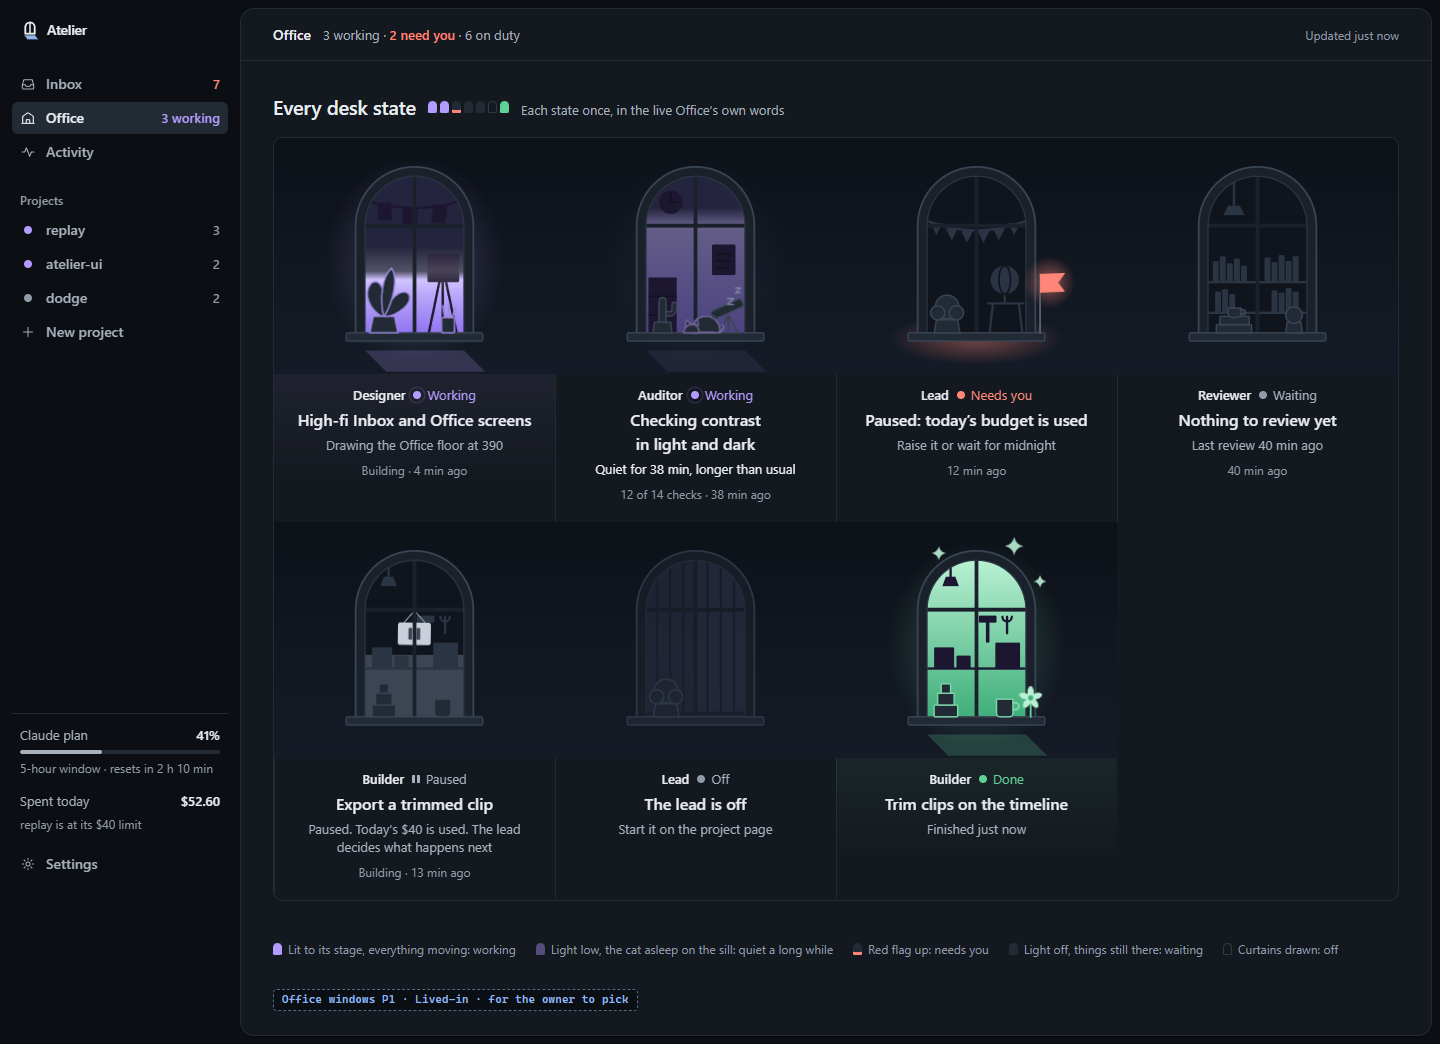 Atelier
Inbox 7
Office 3 working
Activity
Projects
replay 3
atelier-ui 2
dodge 2
New project
Claude plan 41%
5-hour window · resets in 2 h 10 min
Spent today $52.60
replay is at its $40 limit
Settings
Office 3 working · 2 need you · 6 on duty
Updated just now
Every desk state Each state once, in the live Office’s own words
z z z
Designer Working
High-fi Inbox and Office screens
Drawing the Office floor at 390
Building · 4 min ago
Auditor Working
Checking contrast
in light and dark
Quiet for 38 min, longer than usual
12 of 14 checks · 38 min ago
Lead Needs you
Paused: today’s budget is used
Raise it or wait for midnight
12 min ago
Reviewer Waiting
Nothing to review yet
Last review 40 min ago
40 min ago
Builder Paused
Export a trimmed clip
Paused. Today’s $40 is used. The lead
decides what happens next
Building · 13 min ago
Lead Off
The lead is off
Start it on the project page
Builder Done
Trim clips on the timeline
Finished just now
Lit to its stage, everything moving: working
Light low, the cat asleep on the sill: quiet a long while
Red flag up: needs you
Light off, things still there: waiting
Curtains drawn: off
Office windows P1 · Lived-in · for the owner to pick